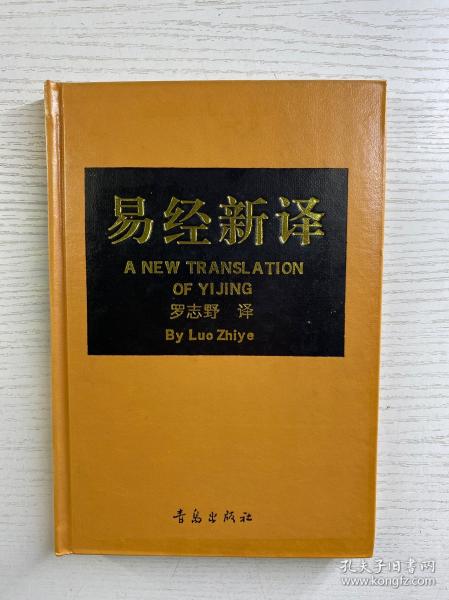 易经新译
A NEW TRANSLATION
OF YIJING
罗志野 译
By Luo Zhiye
青岛出版社
孔夫子旧书网
www.kongfz.com